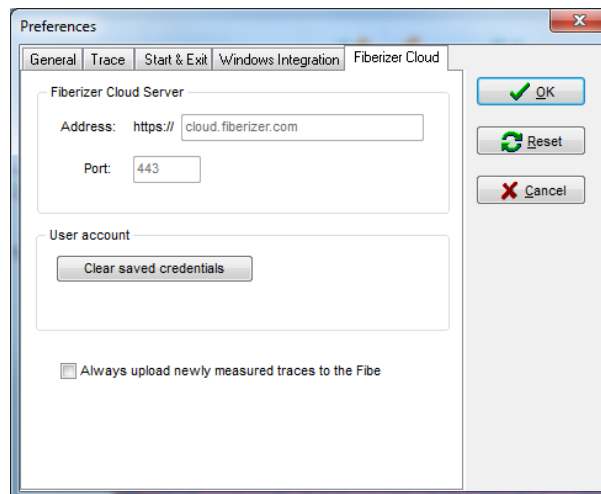 Preferences
General Trace Start & Exit Windows Integration Fiberizer Cloud
Fiberizer Cloud Server
Address: https:// cloud.fiberizer.com
Port: 443
User account
Clear saved credentials
Always upload newly measured traces to the Fibe
OK
Reset
Cancel